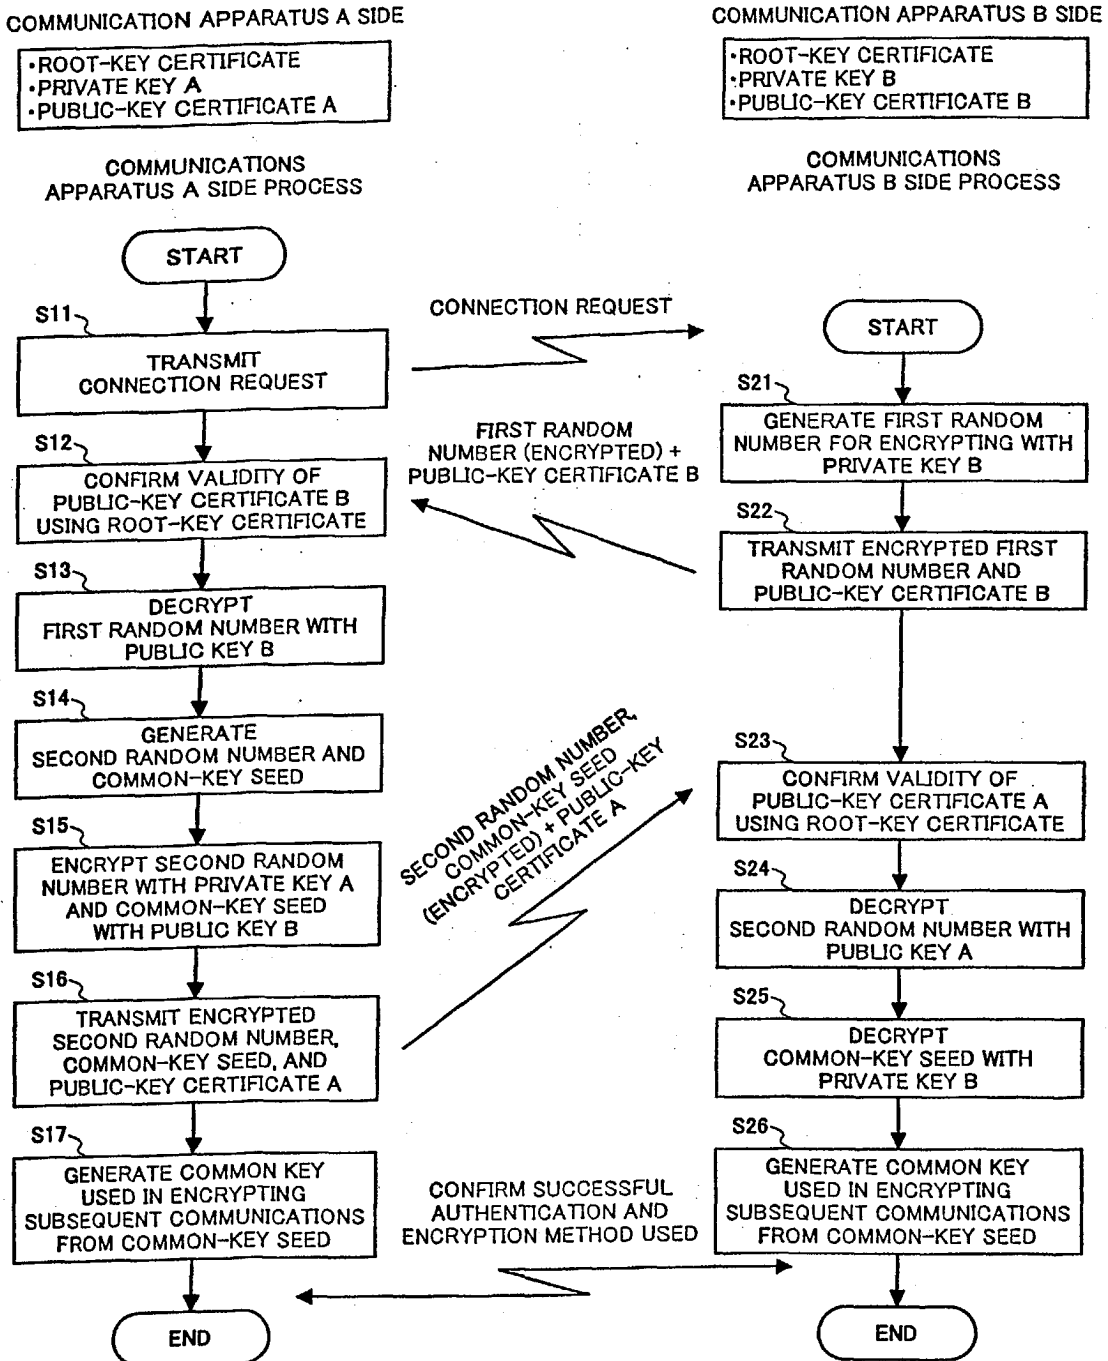 COMMUNICATION APPARATUS A SIDE
•ROOT-KEY CERTIFICATE
•PRIVATE KEY A
•PUBLIC-KEY CERTIFICATE A
COMMUNICATIONS
APPARATUS A SIDE PROCESS
START
S11
TRANSMIT
CONNECTION REQUEST
S12
CONFIRM VALIDITY OF
PUBLIC-KEY CERTIFICATE B
USING ROOT-KEY CERTIFICATE
S13
DECRYPT
FIRST RANDOM NUMBER WITH
PUBLIC KEY B
S14
GENERATE
SECOND RANDOM NUMBER AND
COMMON-KEY SEED
S15
ENCRYPT SECOND RANDOM
NUMBER WITH PRIVATE KEY A
AND COMMON-KEY SEED
WITH PUBLIC KEY B
S16
TRANSMIT ENCRYPTED
SECOND RANDOM NUMBER,
COMMON-KEY SEED, AND
PUBLIC-KEY CERTIFICATE A
S17
GENERATE COMMON KEY
USED IN ENCRYPTING
SUBSEQUENT COMMUNICATIONS
FROM COMMON-KEY SEED
END
CONNECTION REQUEST
FIRST RANDOM
NUMBER (ENCRYPTED) +
PUBLIC-KEY CERTIFICATE B
SECOND RANDOM NUMBER,
COMMON-KEY SEED
(ENCRYPTED) + PUBLIC-KEY
CERTIFICATE A
CONFIRM SUCCESSFUL
AUTHENTICATION AND
ENCRYPTION METHOD USED
COMMUNICATION APPARATUS B SIDE
•ROOT-KEY CERTIFICATE
•PRIVATE KEY B
•PUBLIC-KEY CERTIFICATE B
COMMUNICATIONS
APPARATUS B SIDE PROCESS
START
S21
GENERATE FIRST RANDOM
NUMBER FOR ENCRYPTING WITH
PRIVATE KEY B
S22
TRANSMIT ENCRYPTED FIRST
RANDOM NUMBER AND
PUBLIC-KEY CERTIFICATE B
S23
CONFIRM VALIDITY OF
PUBLIC-KEY CERTIFICATE A
USING ROOT-KEY CERTIFICATE
S24
DECRYPT
SECOND RANDOM NUMBER WITH
PUBLIC KEY A
S25
DECRYPT
COMMON-KEY SEED WITH
PRIVATE KEY B
S26
GENERATE COMMON KEY
USED IN ENCRYPTING
SUBSEQUENT COMMUNICATIONS
FROM COMMON-KEY SEED
END